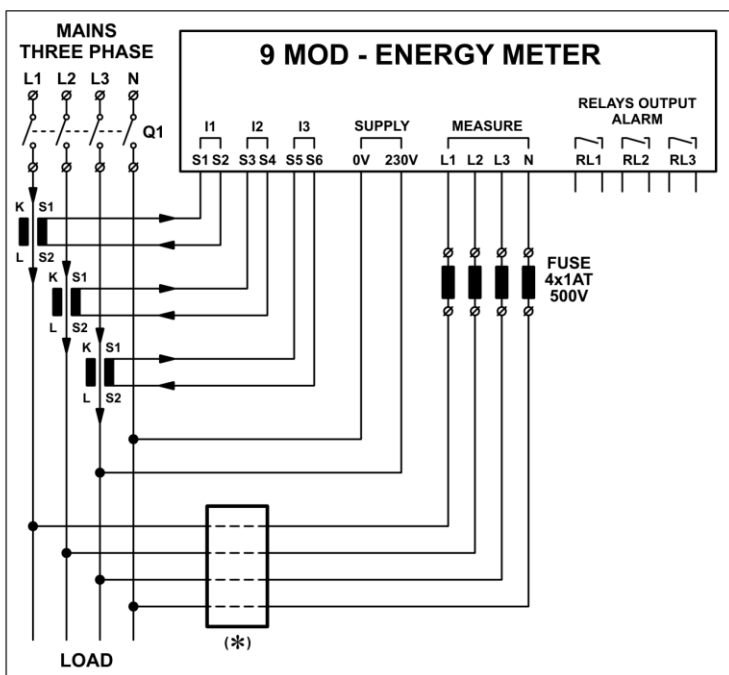 MAINS
THREE PHASE
L1 L2 L3 N
Q1
9 MOD - ENERGY METER
I1 I2 I3 SUPPLY MEASURE
RELAYS OUTPUT
ALARM
S1 S2 S3 S4 S5 S6 0V 230V L1 L2 L3 N RL1 RL2 RL3
K S1
L S2
K S1
L S2
K S1
L S2
FUSE
4x1AT
500V
(*)
LOAD